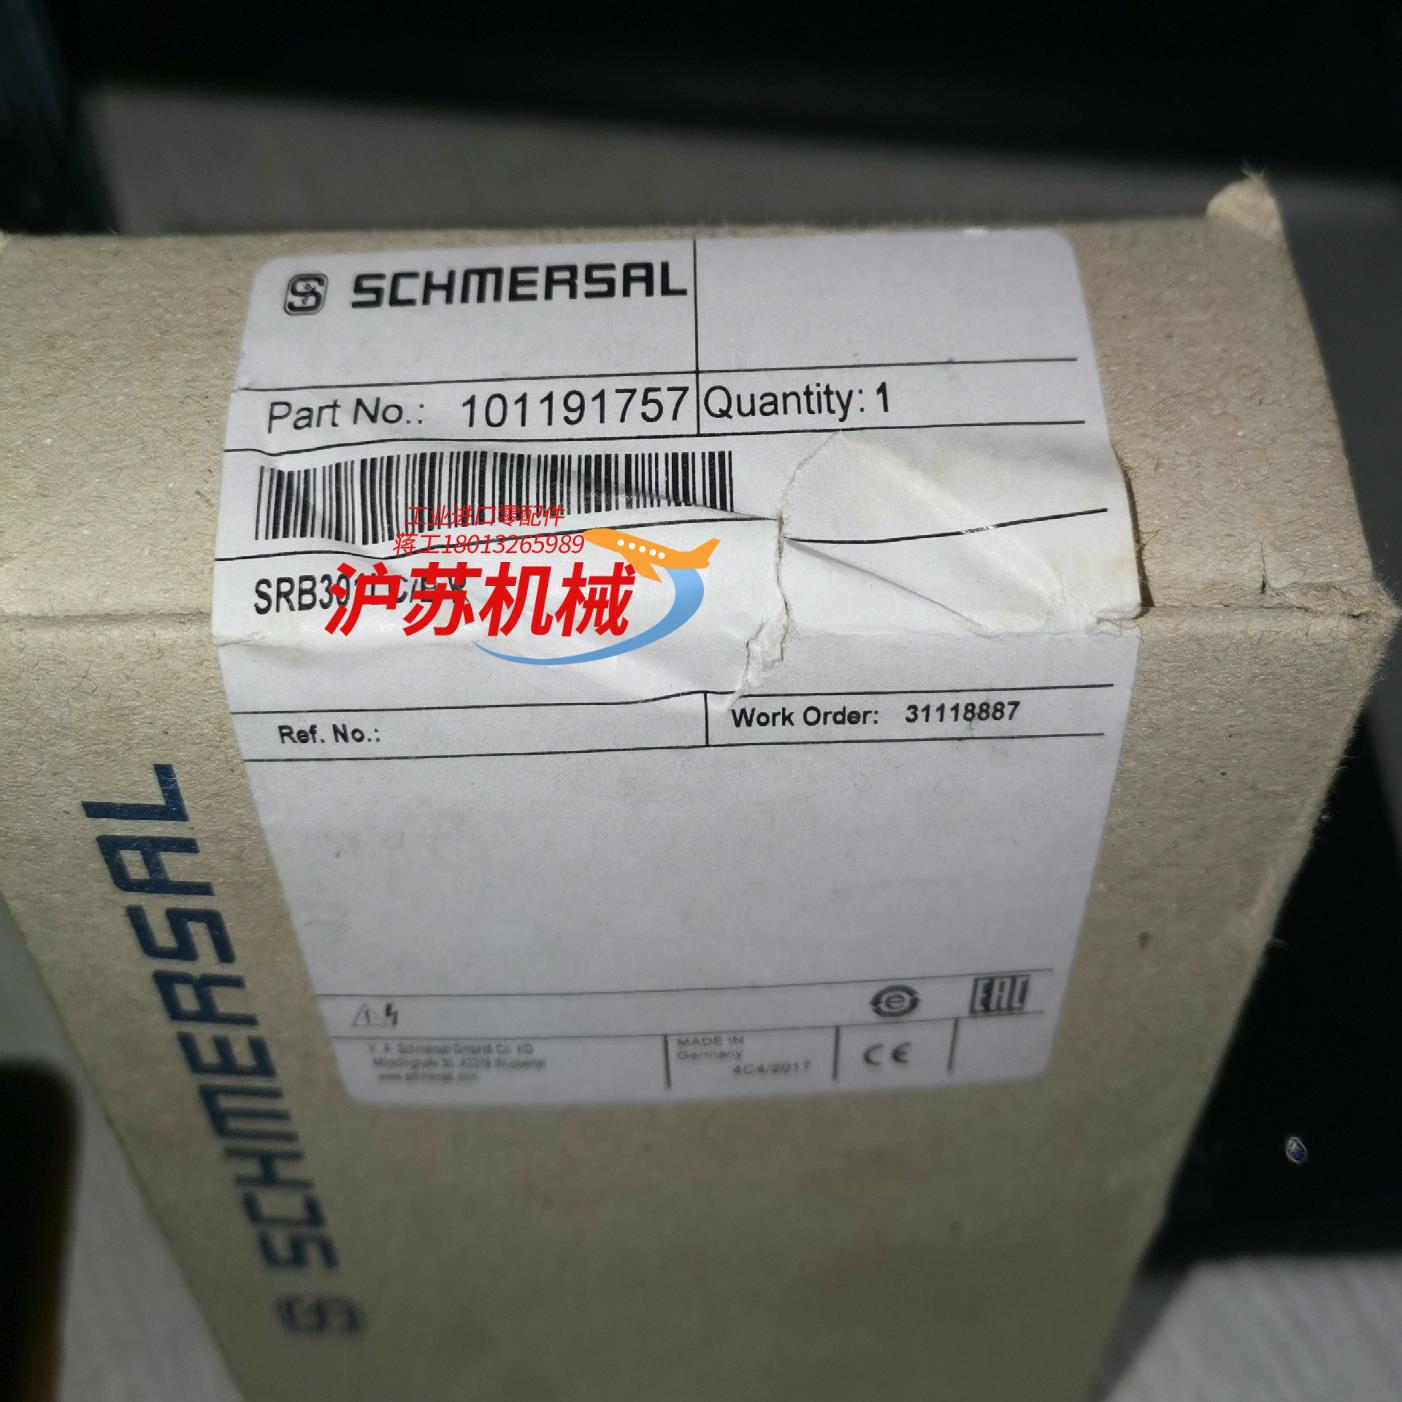 SCHMERSAL
Part No.: 101191757
Quantity: 1
工业进口零配件
蒋工18013265989
沪苏机械
Ref. No.:
Work Order: 31118887
EAC
MADE IN
Germany
4C4/2017
CE
SCHMERSAL